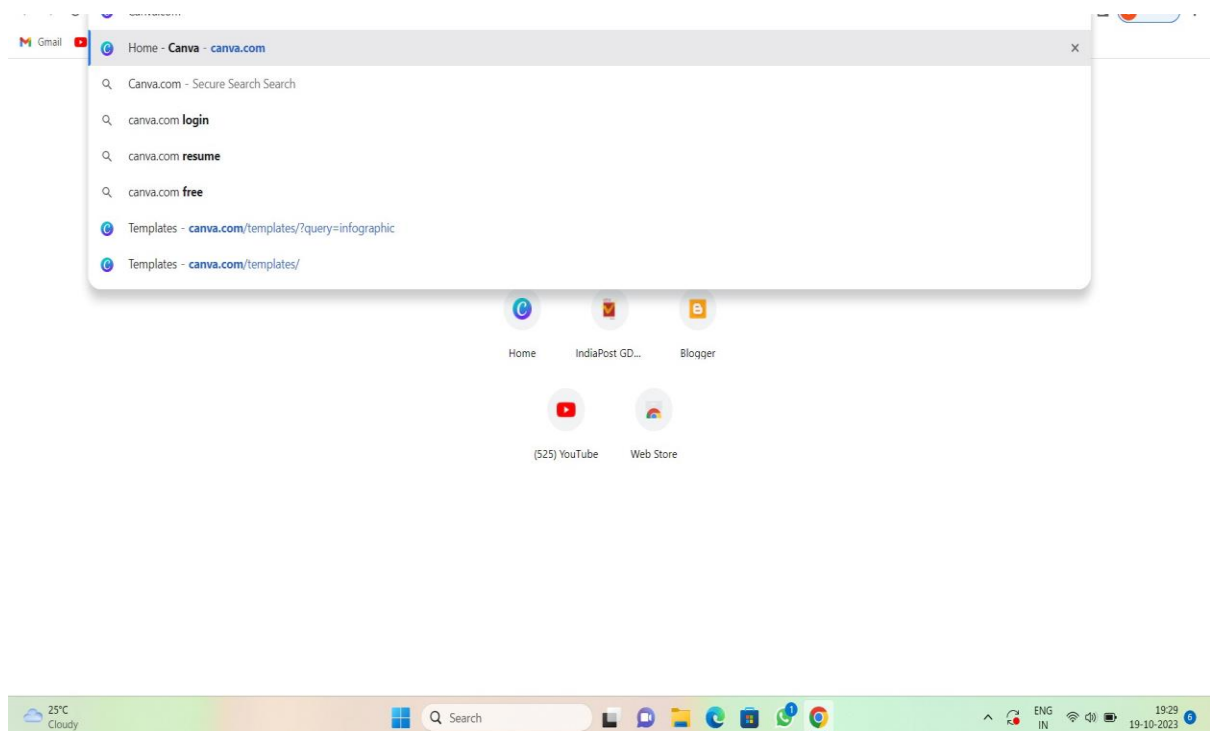 Gmail
Home - Canva - canva.com
Canva.com - Secure Search Search
canva.com login
canva.com resume
canva.com free
Templates - canva.com/templates/?query=infographic
Templates - canva.com/templates/
Home IndiaPost GD... Blogger
(525) YouTube Web Store
25°C
Cloudy
Search
1
ENG
IN
19:29
19-10-2023
6